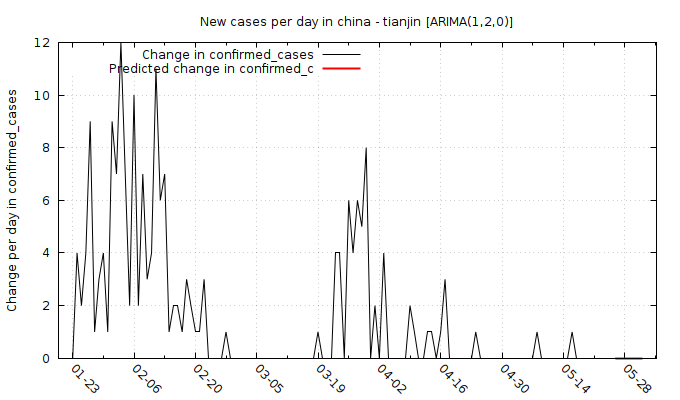 New cases per day in china - tianjin [ARIMA(1,2,0)]
Change in confirmed_cases
Predicted change in confirmed_c
Change per day in confirmed_cases
12
10
8
6
4
2
0
01-23 02-06 02-20 03-05 03-19 04-02 04-16 04-30 05-14 05-28